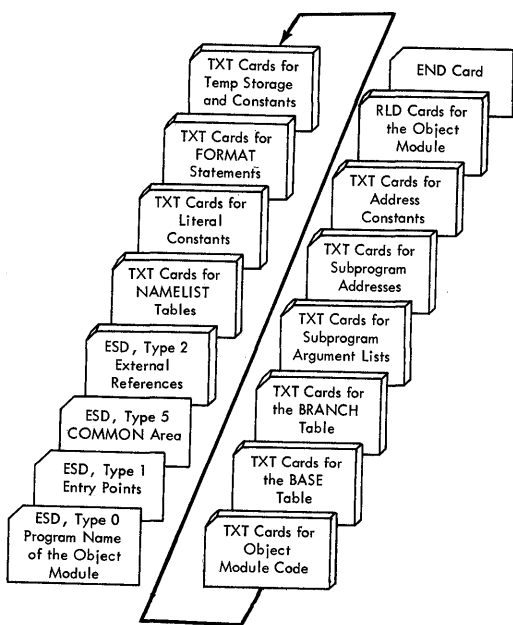 TXT Cards for
Temp Storage
and Constants
TXT Cards for
FORMAT
Statements
TXT Cards for
Literal
Constants
TXT Cards for
NAMELIST
Tables
ESD, Type 2
External
References
ESD, Type 5
COMMON Area
ESD, Type 1
Entry Points
ESD, Type 0
Program Name
of the Object
Module
END Card
RLD Cards for
the Object
Module
TXT Cards for
Address
Constants
TXT Cards for
Subprogram
Addresses
TXT Cards for
Subprogram
Argument Lists
TXT Cards for
the BRANCH
Table
TXT Cards for
the BASE
Table
TXT Cards for
Object
Module Code